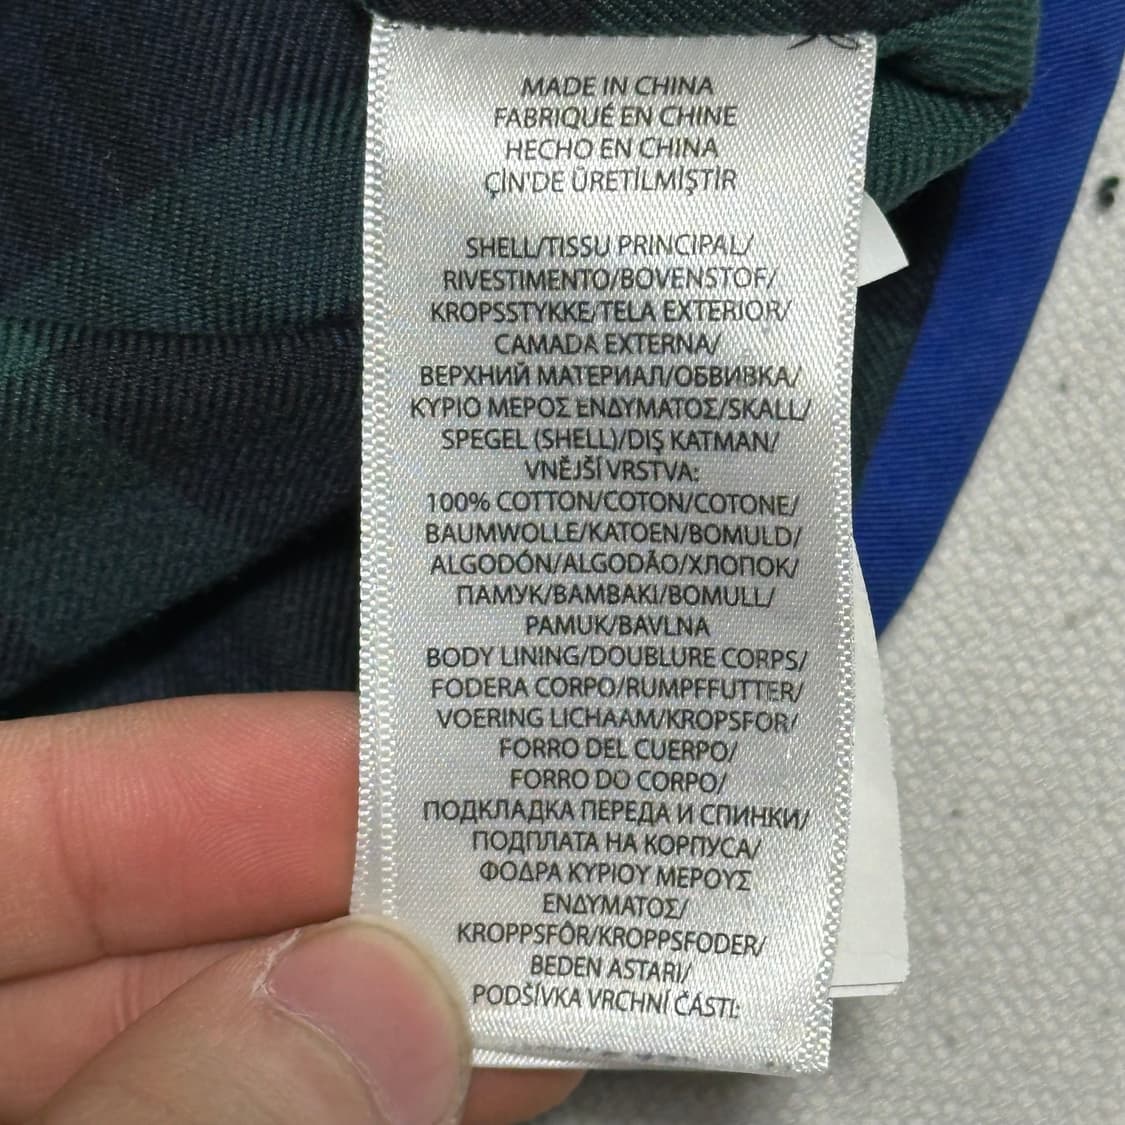 MADE IN CHINA
FABRIQUÉ EN CHINE
HECHO EN CHINA
ÇİN'DE ÜRETİLMİŞTİR
SHELL/TISSU PRINCIPAL/
RIVESTIMENTO/BOVENSTOF/
KROPSSTYKKE/TELA EXTERIOR/
CAMADA EXTERNA/
ВЕРХНИЙ МАТЕРИАЛ/ОБВИВКА/
ΚΥΡΙΟ ΜΕΡΟΣ ΕΝΔΥΜΑΤΟΣ/SKALL/
SPEGEL (SHELL)/DIŞ KATMAN/
VNĚJŠÍ VRSTVA:
100% COTTON/COTON/COTONE/
BAUMWOLLE/KATOEN/BOMULD/
ALGODÓN/ALGODÃO/ХЛОПОК/
ПАМУК/ΒΑΜΒΑΚΙ/BOMULL/
PAMUK/BAVLNA
BODY LINING/DOUBLURE CORPS/
FODERA CORPO/RUMPFFUTTER/
VOERING LICHAAM/KROPSFOR/
FORRO DEL CUERPO/
FORRO DO CORPO/
ПОДКЛАДКА ПЕРЕДА И СПИНКИ/
ПОДПЛАТА НА КОРПУСА/
ΦΟΔΡΑ ΚΥΡΙΟΥ ΜΕΡΟΥΣ
ΕΝΔΥΜΑΤΟΣ/
KROPPSFÔR/KROPPSFODER/
BEDEN ASTARI/
PODŠÍVKA VRCHNÍ ČÁSTI: